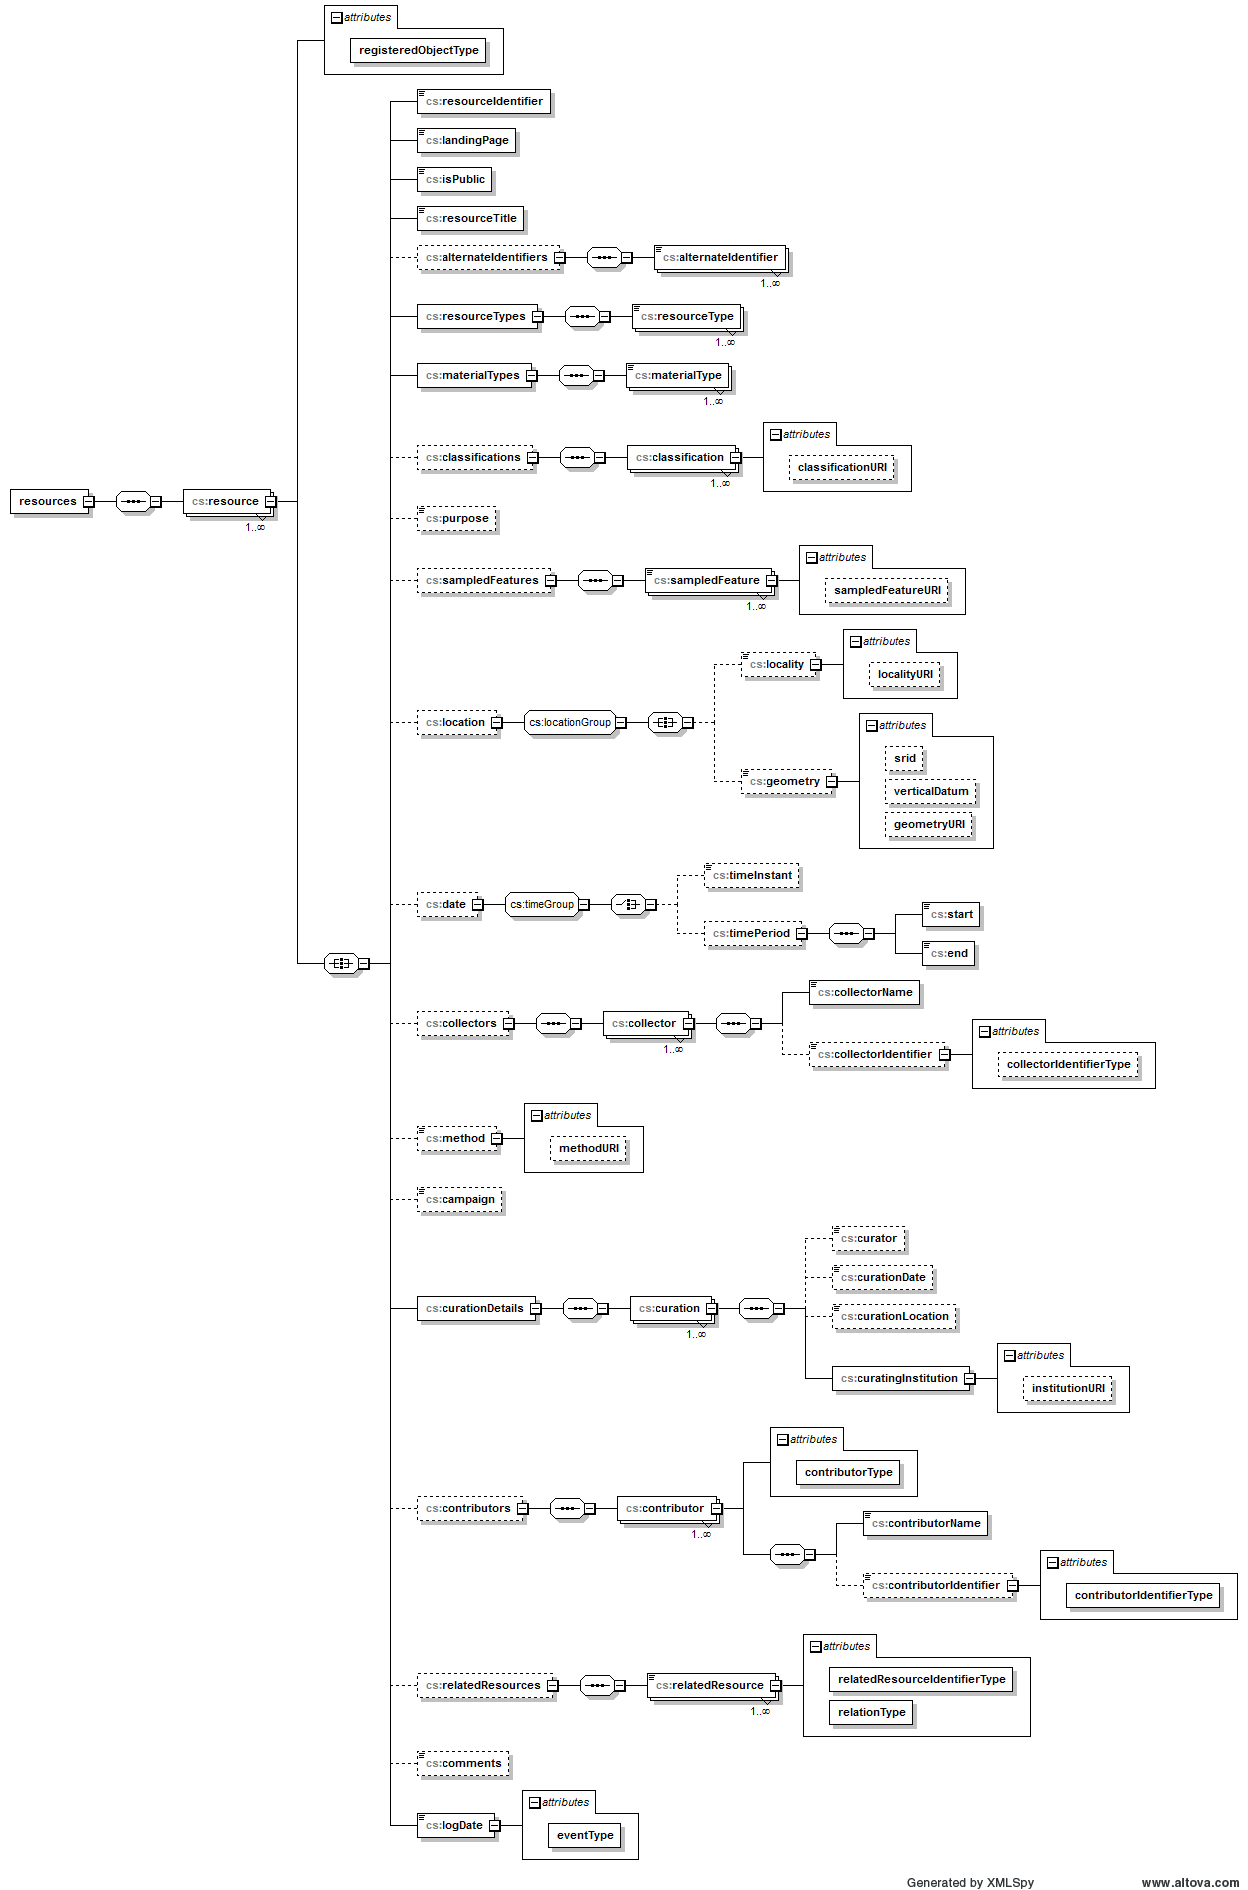 attributes
registeredObjectType
cs:resourceIdentifier
cs:landingPage
cs:isPublic
cs:resourceTitle
cs:alternateIdentifiers
cs:alternateIdentifier
1..∞
cs:resourceTypes
cs:resourceType
1..∞
cs:materialTypes
cs:materialType
1..∞
attributes
cs:classifications
cs:classification
classificationURI
1..∞
resources
cs:resource
1..∞
cs:purpose
attributes
cs:sampledFeatures
cs:sampledFeature
sampledFeatureURI
1..∞
attributes
cs:locality
localityURI
cs:location
cs:locationGroup
attributes
srid
cs:geometry
verticalDatum
geometryURI
cs:timeInstant
cs:date
cs:timeGroup
cs:timePeriod
cs:start
cs:end
cs:collectorName
cs:collectors
cs:collector
1..∞
attributes
cs:collectorIdentifier
collectorIdentifierType
attributes
cs:method
methodURI
cs:campaign
cs:curator
cs:curationDate
cs:curationDetails
cs:curation
1..∞
cs:curationLocation
attributes
cs:curatingInstitution
institutionURI
attributes
contributorType
cs:contributors
cs:contributor
1..∞
cs:contributorName
attributes
cs:contributorIdentifier
contributorIdentifierType
attributes
cs:relatedResources
cs:relatedResource
1..∞
relatedResourceIdentifierType
relationType
cs:comments
attributes
cs:logDate
eventType
Generated by XMLSpy
www.altova.com